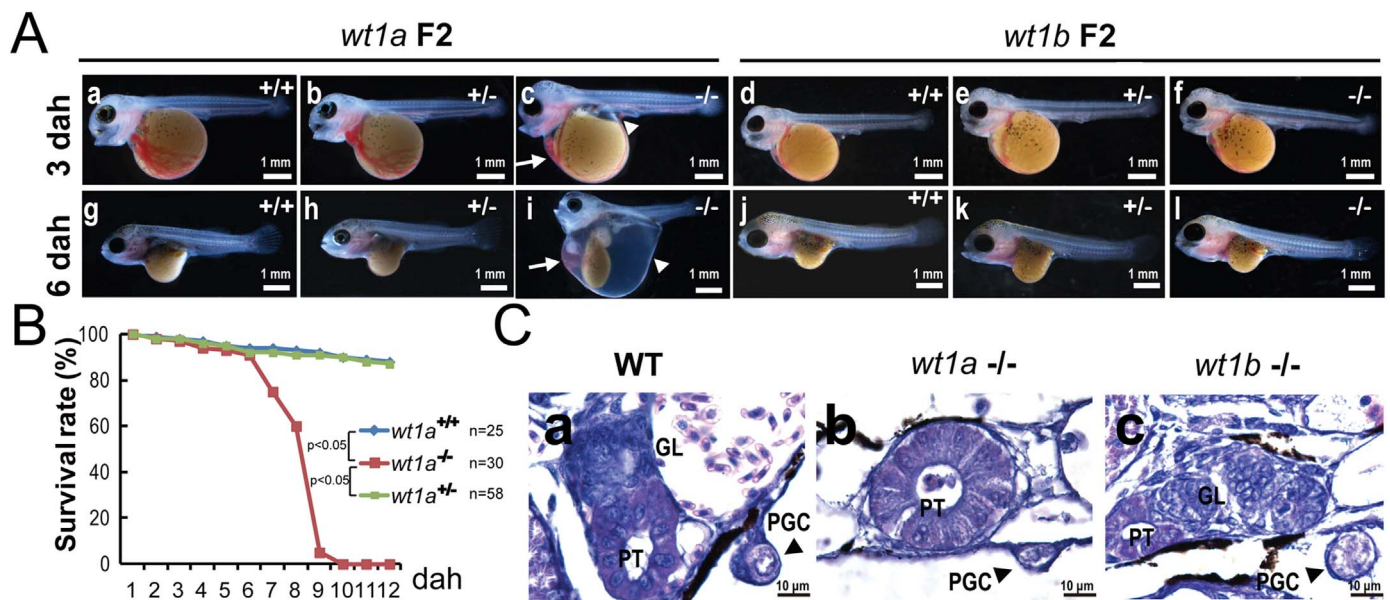 A
wt1a F2
wt1b F2
3 dah
a +/+ 1 mm
b +/- 1 mm
c -/- 1 mm
d +/+ 1 mm
e +/- 1 mm
f -/- 1 mm
6 dah
g +/+ 1 mm
h +/- 1 mm
i -/- 1 mm
j +/+ 1 mm
k +/- 1 mm
l -/- 1 mm
B
Survival rate (%)
100
80
60
40
20
0
1 2 3 4 5 6 7 8 9 10 11 12 dah
wt1a+/+ n=25
p<0.05
wt1a-/- n=30
p<0.05
wt1a+/- n=58
C
WT
wt1a -/-
wt1b -/-
a
GL
PT
PGC
10 μm
b
PT
PGC
10 μm
c
GL
PT
PGC
10 μm